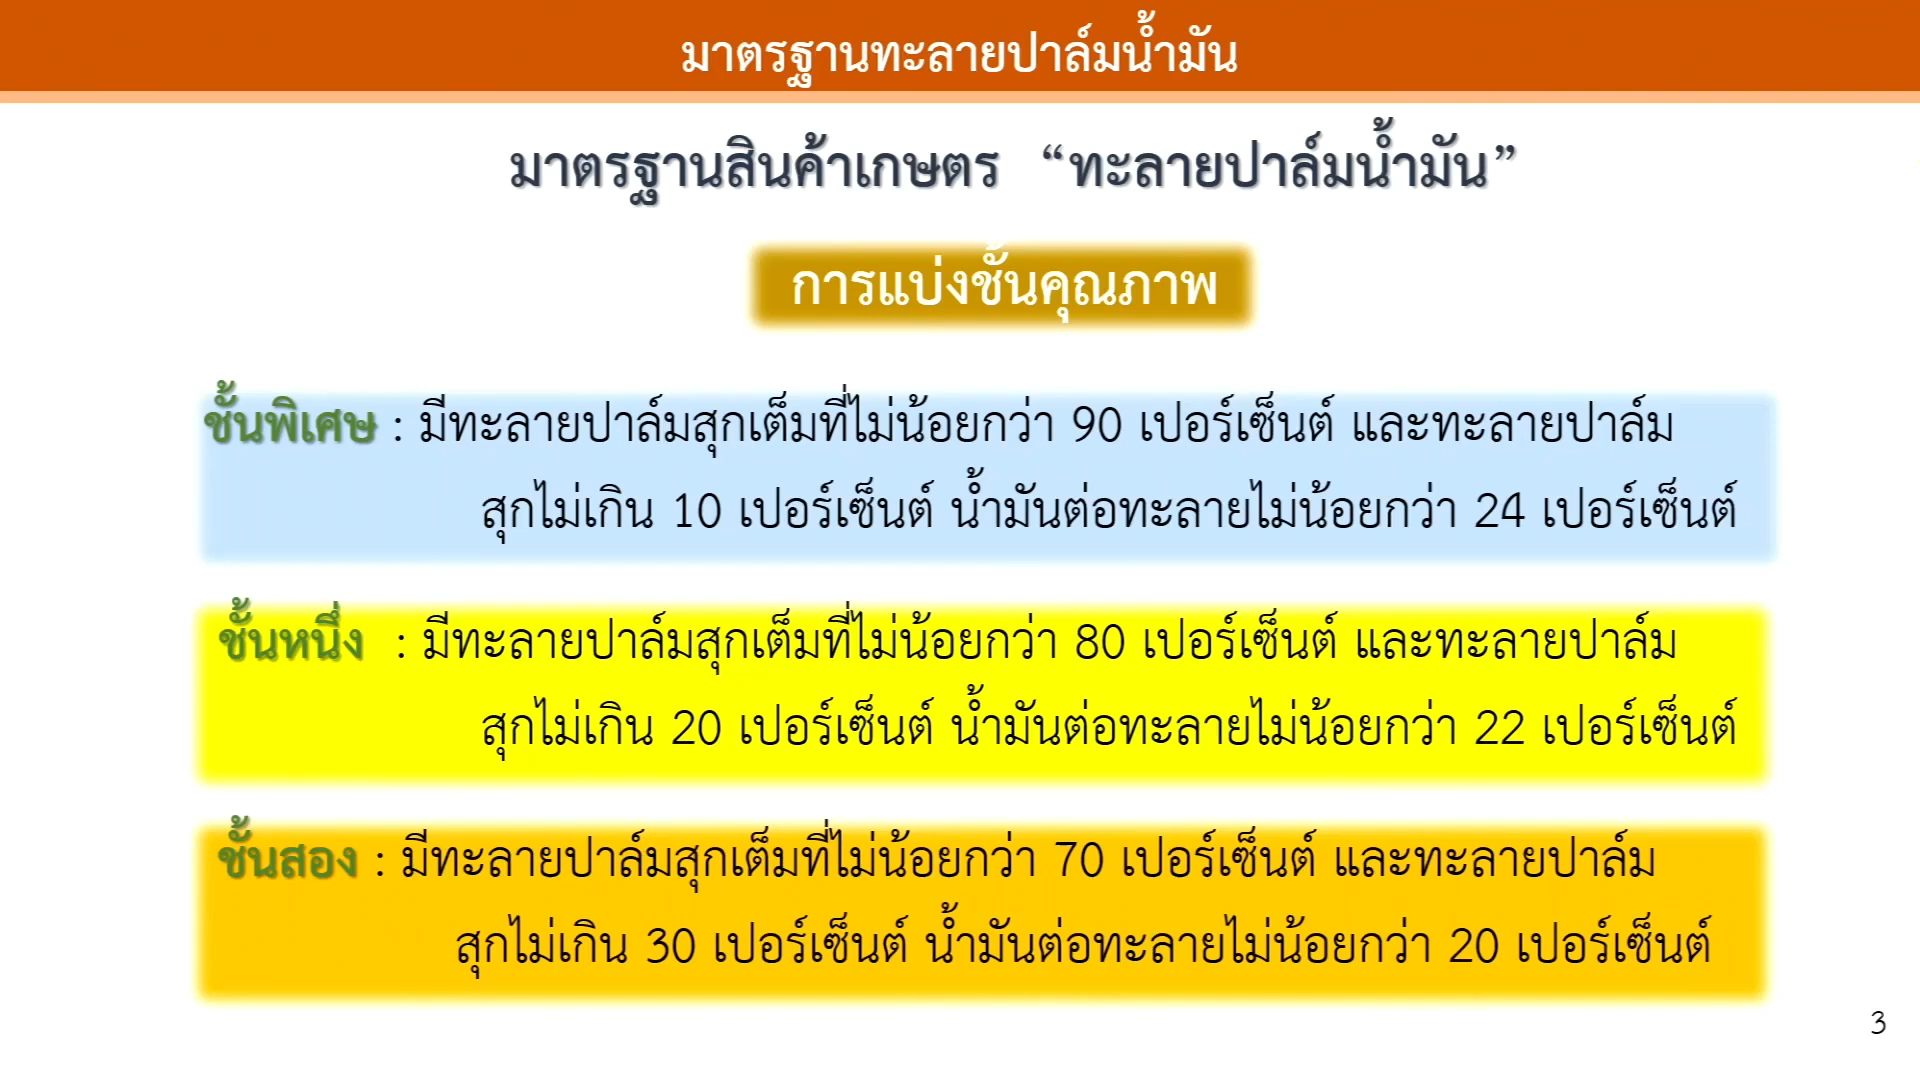 มาตรฐานทะลายปาล์มน้ำมัน
มาตรฐานสินค้าเกษตร “ทะลายปาล์มน้ำมัน”
การแบ่งชั้นคุณภาพ
ชั้นพิเศษ : มีทะลายปาล์มสุกเต็มที่ไม่น้อยกว่า 90 เปอร์เซ็นต์ และทะลายปาล์ม
สุกไม่เกิน 10 เปอร์เซ็นต์ น้ำมันต่อทะลายไม่น้อยกว่า 24 เปอร์เซ็นต์
ชั้นหนึ่ง : มีทะลายปาล์มสุกเต็มที่ไม่น้อยกว่า 80 เปอร์เซ็นต์ และทะลายปาล์ม
สุกไม่เกิน 20 เปอร์เซ็นต์ น้ำมันต่อทะลายไม่น้อยกว่า 22 เปอร์เซ็นต์
ชั้นสอง : มีทะลายปาล์มสุกเต็มที่ไม่น้อยกว่า 70 เปอร์เซ็นต์ และทะลายปาล์ม
สุกไม่เกิน 30 เปอร์เซ็นต์ น้ำมันต่อทะลายไม่น้อยกว่า 20 เปอร์เซ็นต์
3